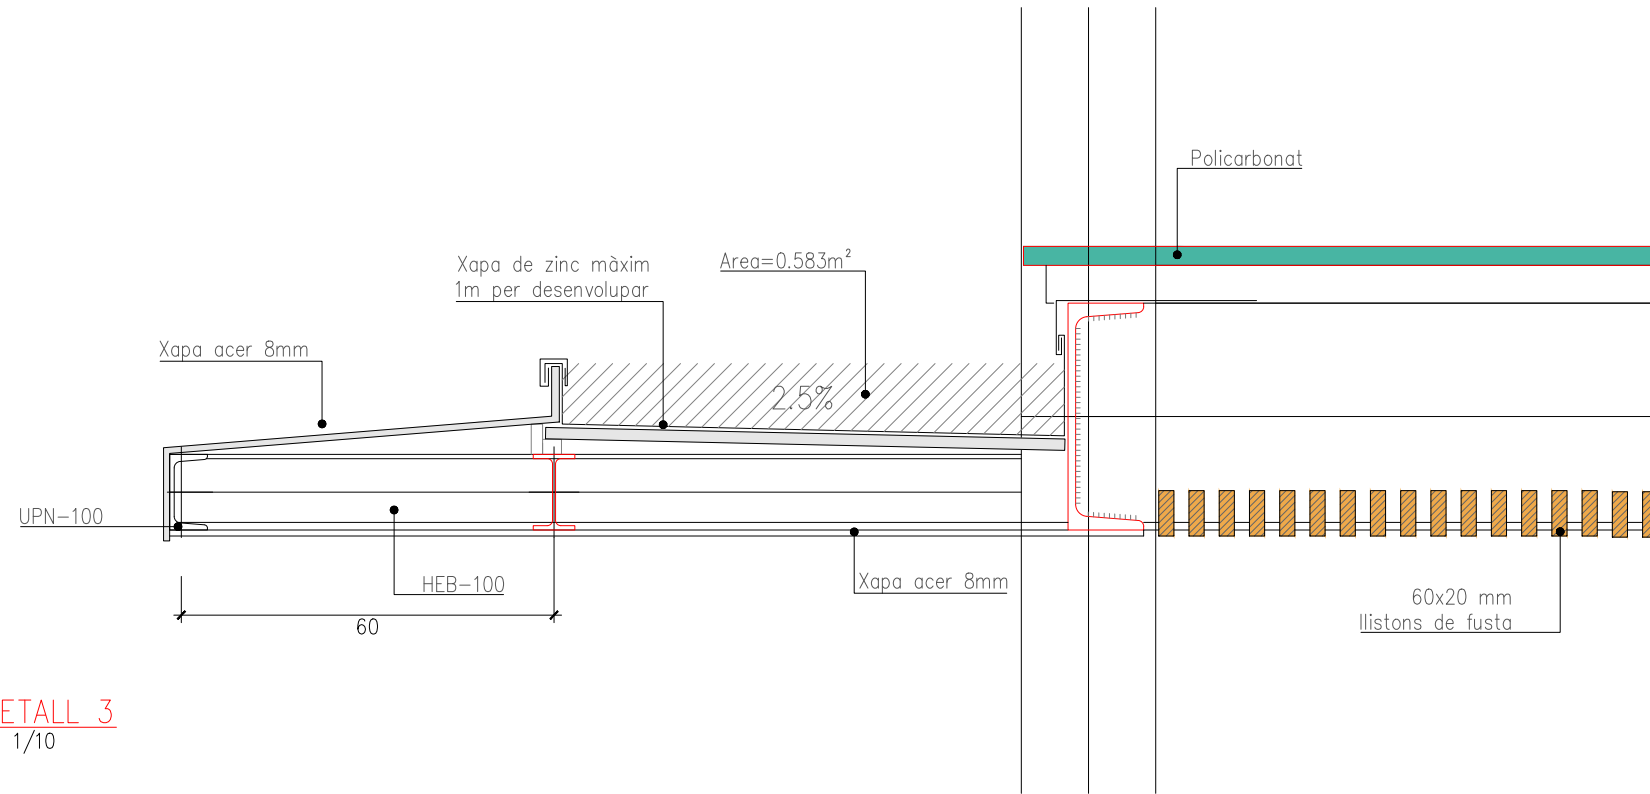 Policarbonat
Area=0.583m²
Xapa de zinc màxim
1m per desenvolupar
Xapa acer 8mm
2.5%
UPN-100
HEB-100
Xapa acer 8mm
60
60x20 mm
llistons de fusta
ETALL 3
1/10